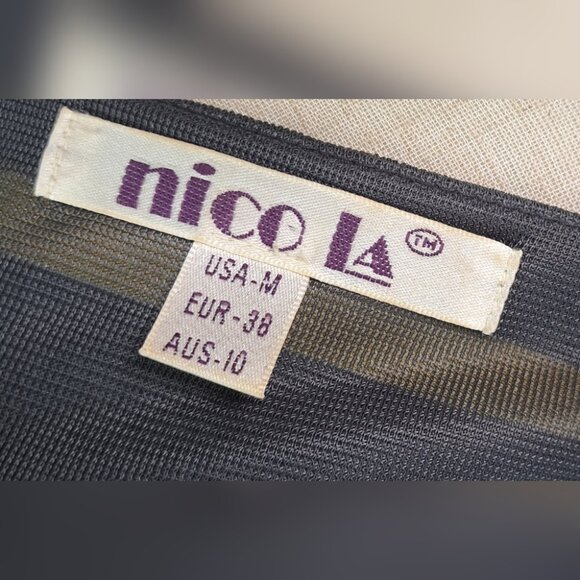 nico LA™
USA-M
EUR-38
AUS-10